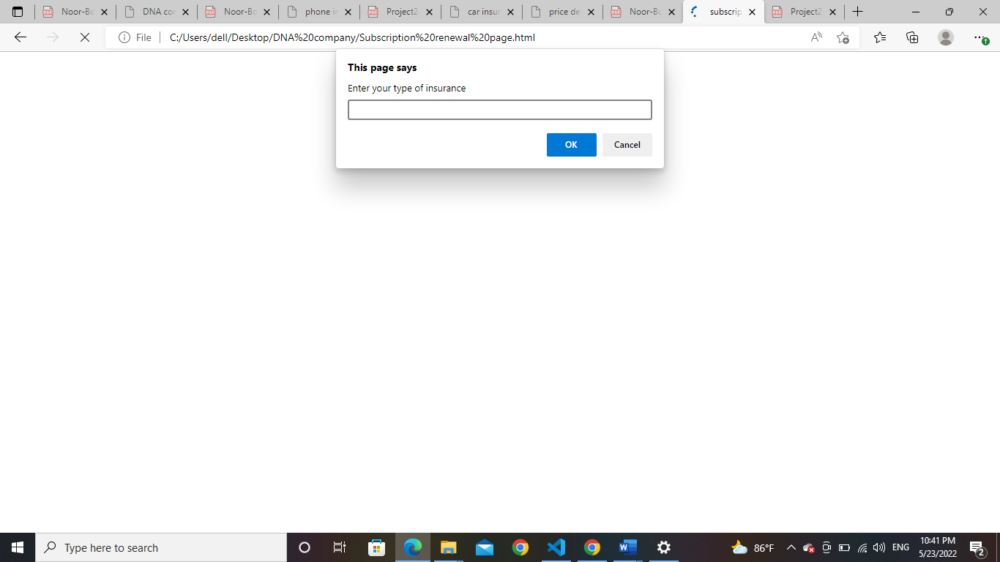 Noor-Bo
DNA cor
Noor-Bo
phone in
Project2
car insur
price de
Noor-Bo
subscrip
Project2
File
C:/Users/dell/Desktop/DNA%20company/Subscription%20renewal%20page.html
This page says
Enter your type of insurance
OK
Cancel
Type here to search
86°F
ENG
10:41 PM
5/23/2022
2